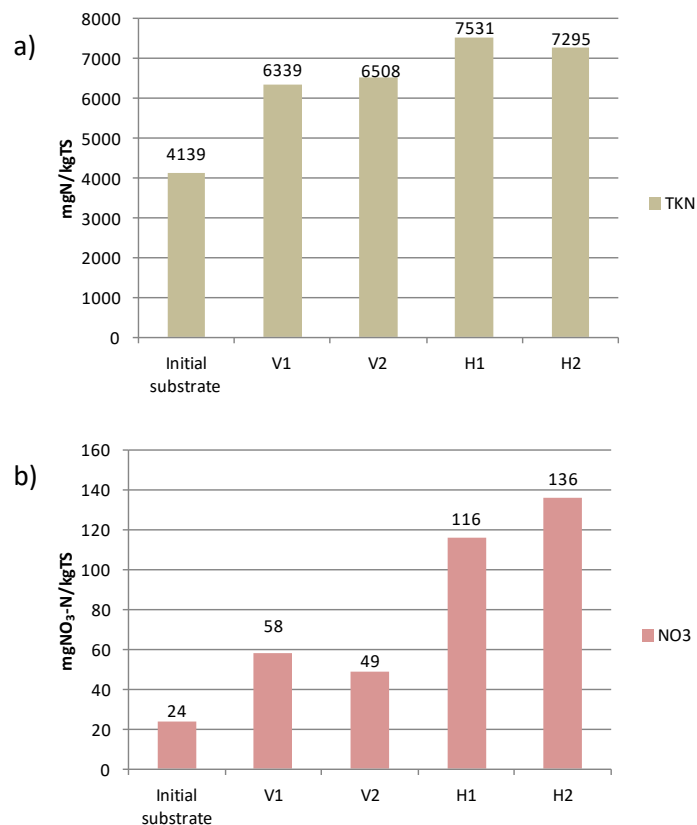 a)
mgN/kgTS
8000
7000
6000
5000
4000
3000
2000
1000
0
4139
6339
6508
7531
7295
Initial
substrate
V1
V2
H1
H2
TKN
b)
mgNO₃-N/kgTS
160
140
120
100
80
60
40
20
0
24
58
49
116
136
Initial
substrate
V1
V2
H1
H2
NO3